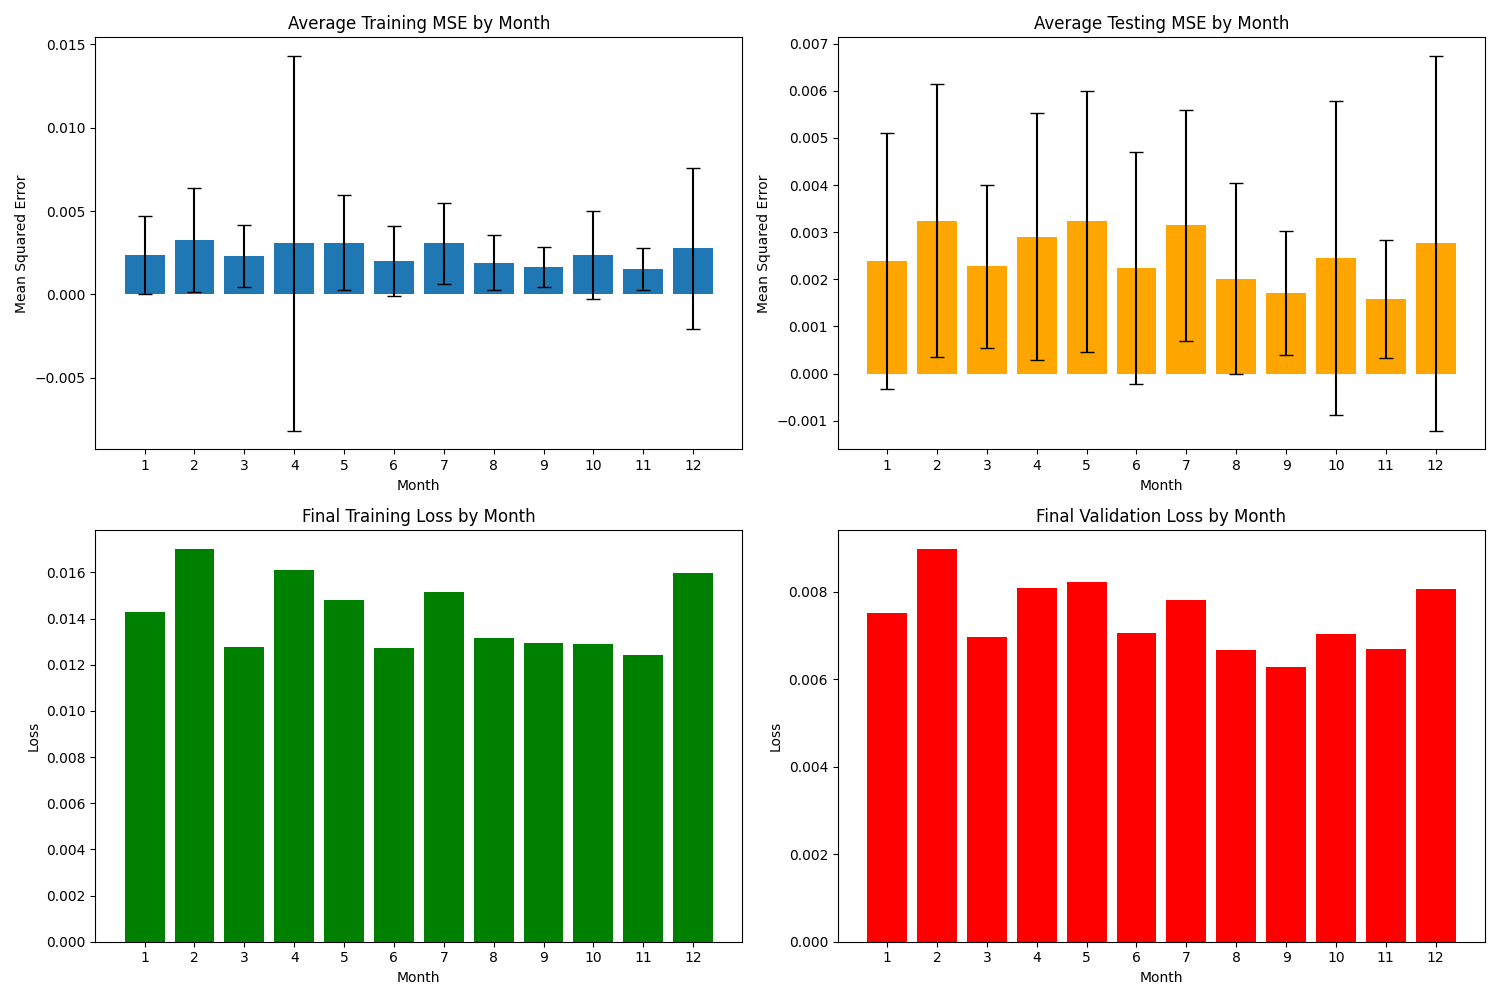 Average Training MSE by Month
Mean Squared Error
0.015
0.010
0.005
0.000
−0.005
1 2 3 4 5 6 7 8 9 10 11 12
Month
Average Testing MSE by Month
Mean Squared Error
0.007
0.006
0.005
0.004
0.003
0.002
0.001
0.000
−0.001
1 2 3 4 5 6 7 8 9 10 11 12
Month
Final Training Loss by Month
Loss
0.016
0.014
0.012
0.010
0.008
0.006
0.004
0.002
0.000
1 2 3 4 5 6 7 8 9 10 11 12
Month
Final Validation Loss by Month
Loss
0.008
0.006
0.004
0.002
0.000
1 2 3 4 5 6 7 8 9 10 11 12
Month